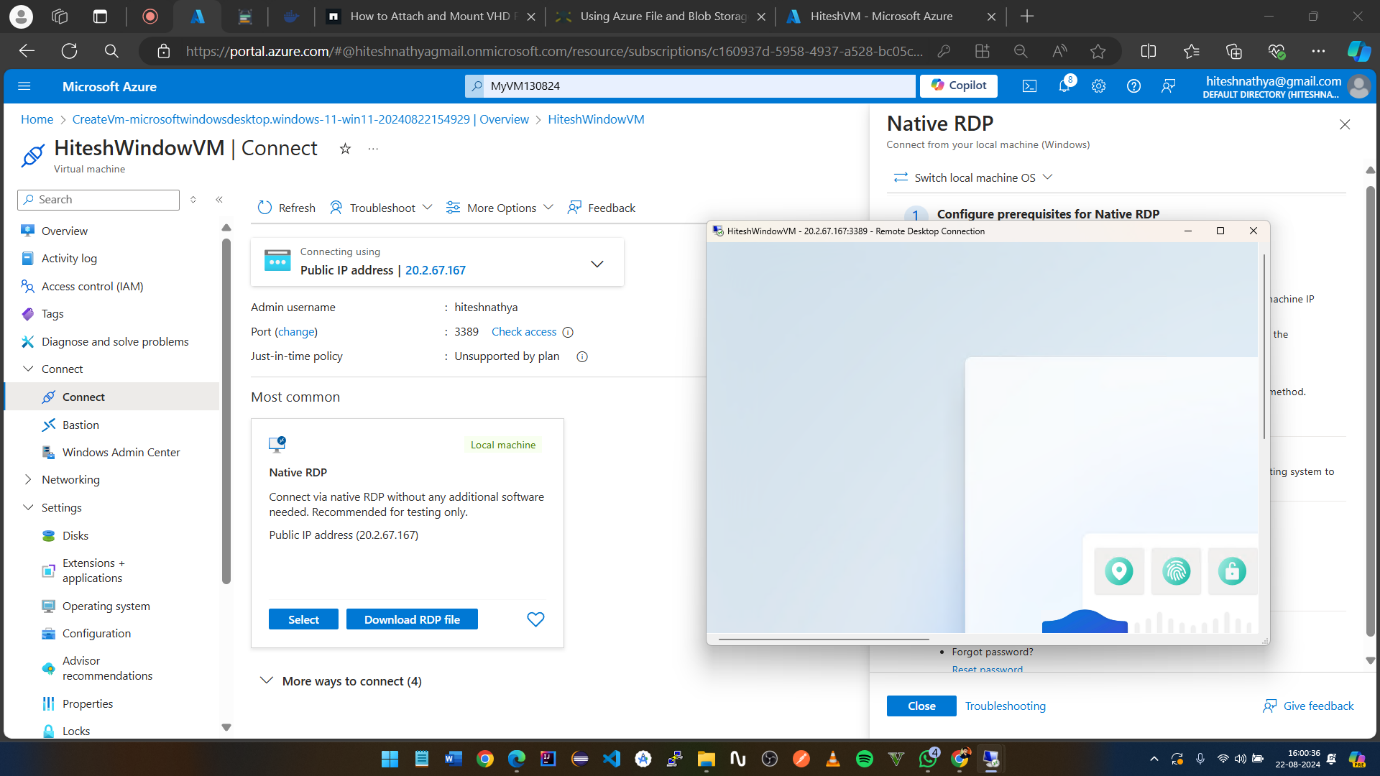 How to Attach and Mount VHD F
Using Azure File and Blob Storag
HiteshVM - Microsoft Azure
https://portal.azure.com/#@hiteshnathyagmail.onmicrosoft.com/resource/subscriptions/c160937d-5958-4937-a528-bc05c...
Microsoft Azure
MyVM130824
Copilot
8
hiteshnathya@gmail.com
DEFAULT DIRECTORY (HITESHNA...
Home > CreateVm-microsoftwindowsdesktop.windows-11-win11-20240822154929 | Overview > HiteshWindowVM
HiteshWindowVM | Connect
Virtual machine
Search
Overview
Activity log
Access control (IAM)
Tags
Diagnose and solve problems
Connect
Connect
Bastion
Windows Admin Center
Networking
Settings
Disks
Extensions +
applications
Operating system
Configuration
Advisor
recommendations
Properties
Locks
Refresh
Troubleshoot
More Options
Feedback
Connecting using
Public IP address | 20.2.67.167
Admin username : hiteshnathya
Port (change) : 3389 Check access
Just-in-time policy : Unsupported by plan
Most common
Local machine
Native RDP
Connect via native RDP without any additional software
needed. Recommended for testing only.
Public IP address (20.2.67.167)
Select
Download RDP file
More ways to connect (4)
Native RDP
Connect from your local machine (Windows)
Switch local machine OS
1 Configure prerequisites for Native RDP
HiteshWindowVM - 20.2.67.167:3389 - Remote Desktop Connection
achine IP
the
method.
ting system to
Forgot password?
Reset password
Close
Troubleshooting
Give feedback
4
16:00:36
22-08-2024